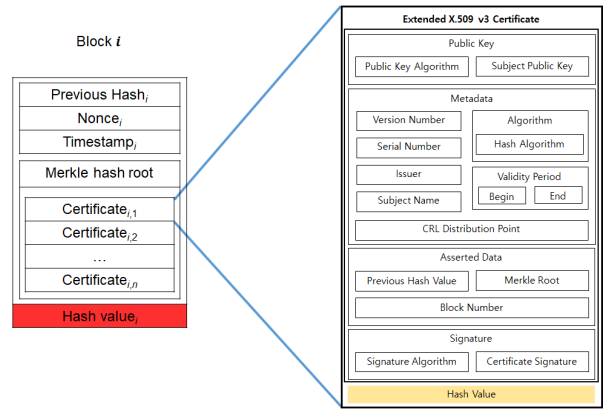 Block i
Previous Hashi
Noncei
Timestampi
Merkle hash root
Certificatei,1
Certificatei,2
...
Certificatei,n
Hash valuei
Extended X.509 v3 Certificate
Public Key
Public Key Algorithm
Subject Public Key
Metadata
Version Number
Serial Number
Issuer
Subject Name
Algorithm
Hash Algorithm
Validity Period
Begin
End
CRL Distribution Point
Asserted Data
Previous Hash Value
Merkle Root
Block Number
Signature
Signature Algorithm
Certificate Signature
Hash Value